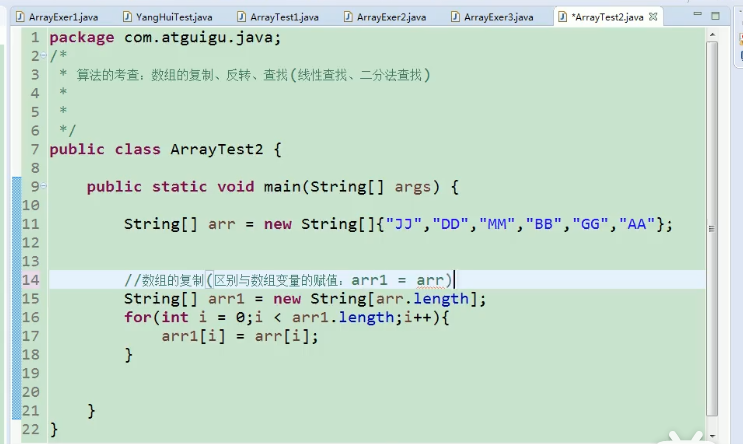 ArrayExer1.java YangHuiTest.java ArrayTest1.java ArrayExer2.java ArrayExer3.java *ArrayTest2.java
1 package com.atguigu.java;
2 /*
3  * 算法的考查：数组的复制、反转、查找(线性查找、二分法查找)
4  *
5  *
6  */
7 public class ArrayTest2 {
8
9     public static void main(String[] args) {
10
11         String[] arr = new String[]{"JJ","DD","MM","BB","GG","AA"};
12
13
14         //数组的复制(区别与数组变量的赋值：arr1 = arr)
15         String[] arr1 = new String[arr.length];
16         for(int i = 0;i < arr1.length;i++){
17             arr1[i] = arr[i];
18         }
19
20
21     }
22 }